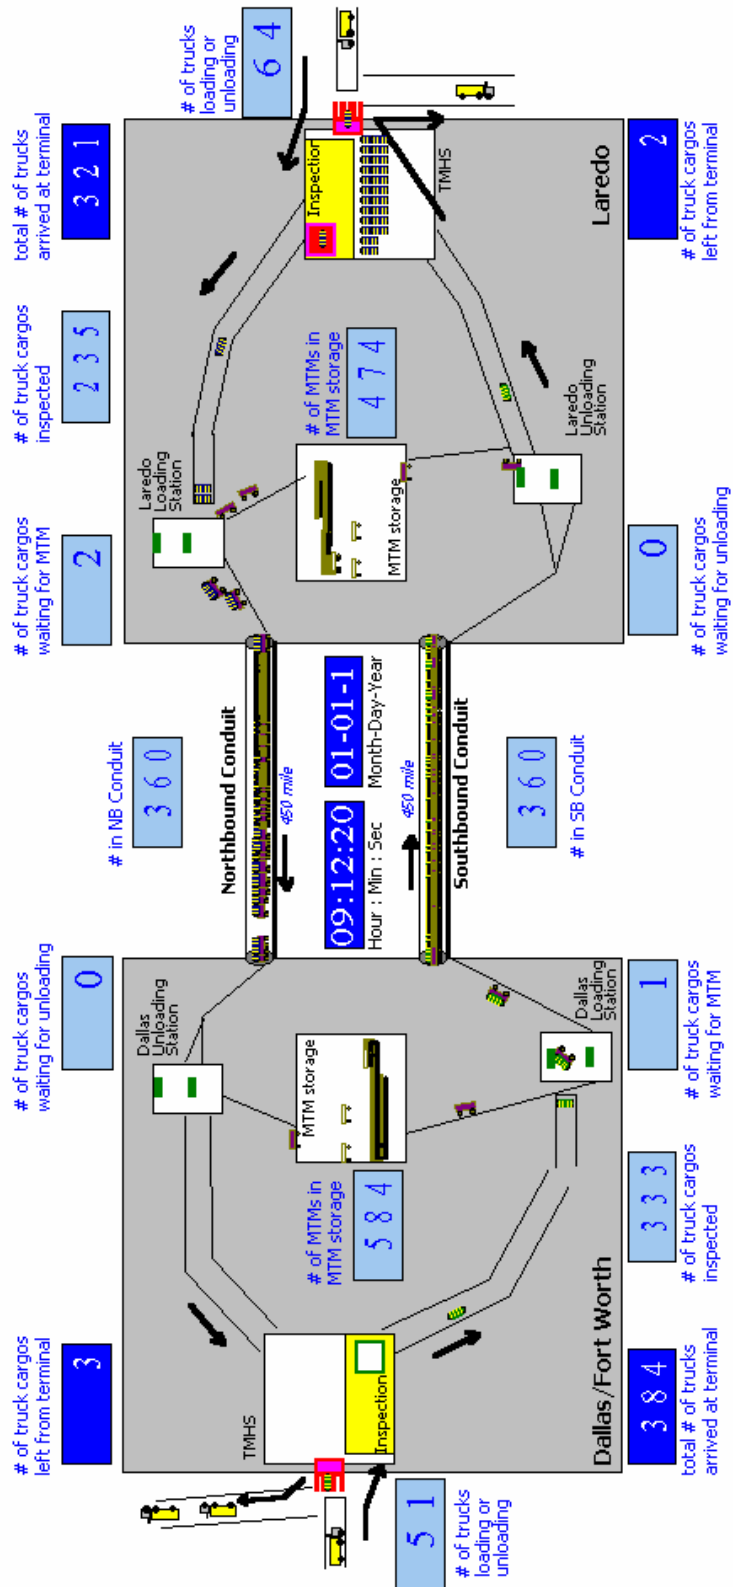 # of truck cargos
left from terminal
3
# of truck cargos
waiting for unloading
0
# in NB Conduit
3 6 0
# of truck cargos
waiting for MTM
2
# of truck cargos
inspected
2 3 5
total # of trucks
arrived at terminal
3 2 1
# of trucks
loading or
unloading
6 4
Dallas
Unloading
Station
Northbound Conduit
450 mile
Laredo
Loading
Station
Inspection
TMHS
TMHS
Inspection
# of MTMs in
MTM storage
5 8 4
MTM storage
09:12:20
Hour : Min : Sec
01-01-1
Month-Day-Year
MTM storage
# of MTMs in
MTM storage
4 7 4
450 mile
Southbound Conduit
Dallas
Loading
Station
Laredo
Unloading
Station
Dallas/Fort Worth
Laredo
5 1
# of trucks
loading or
unloading
3 8 4
total # of trucks
arrived at terminal
3 3 3
# of truck cargos
inspected
1
# of truck cargos
waiting for MTM
3 6 0
# in SB Conduit
0
# of truck cargos
waiting for unloading
2
# of truck cargos
left from terminal